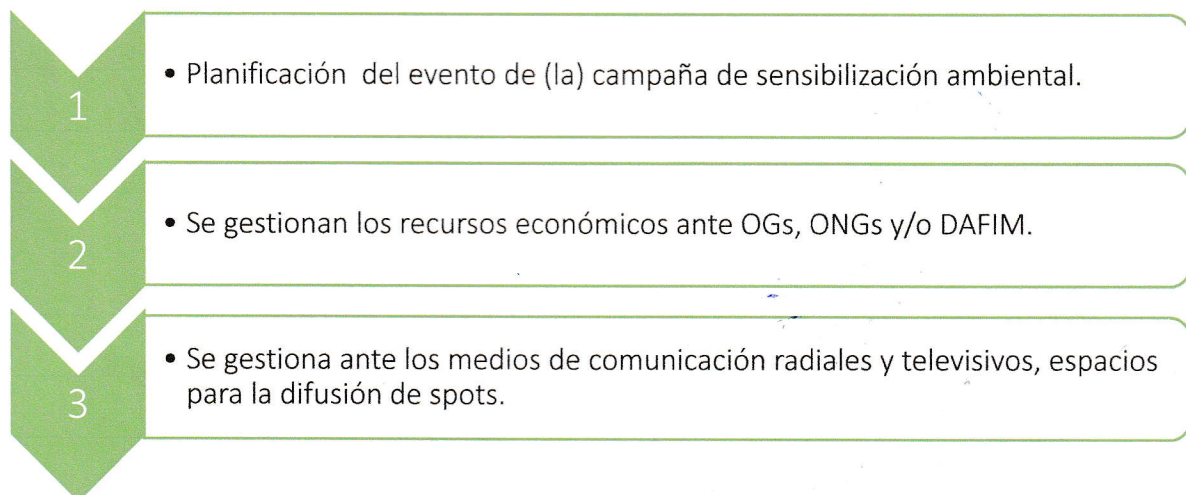 1
• Planificación del evento de (la) campaña de sensibilización ambiental.
2
• Se gestionan los recursos económicos ante OGs, ONGs y/o DAFIM.
3
• Se gestiona ante los medios de comunicación radiales y televisivos, espacios
para la difusión de spots.